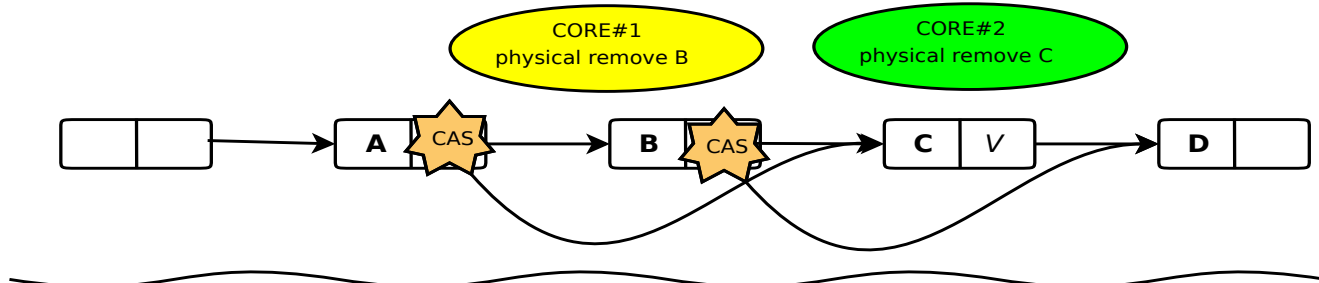 CORE#1
physical remove B
CORE#2
physical remove C
A
CAS
B
CAS
C
V
D